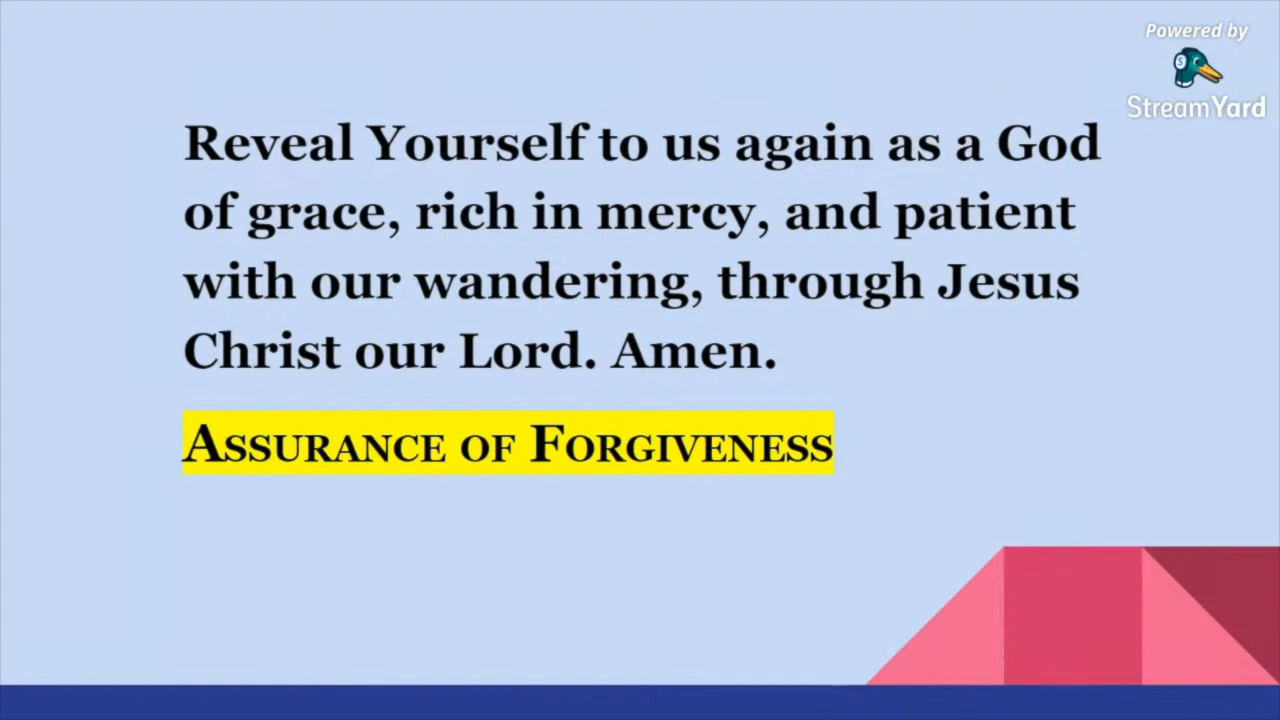 Powered by
StreamYard
Reveal Yourself to us again as a God
of grace, rich in mercy, and patient
with our wandering, through Jesus
Christ our Lord. Amen.
ASSURANCE OF FORGIVENESS